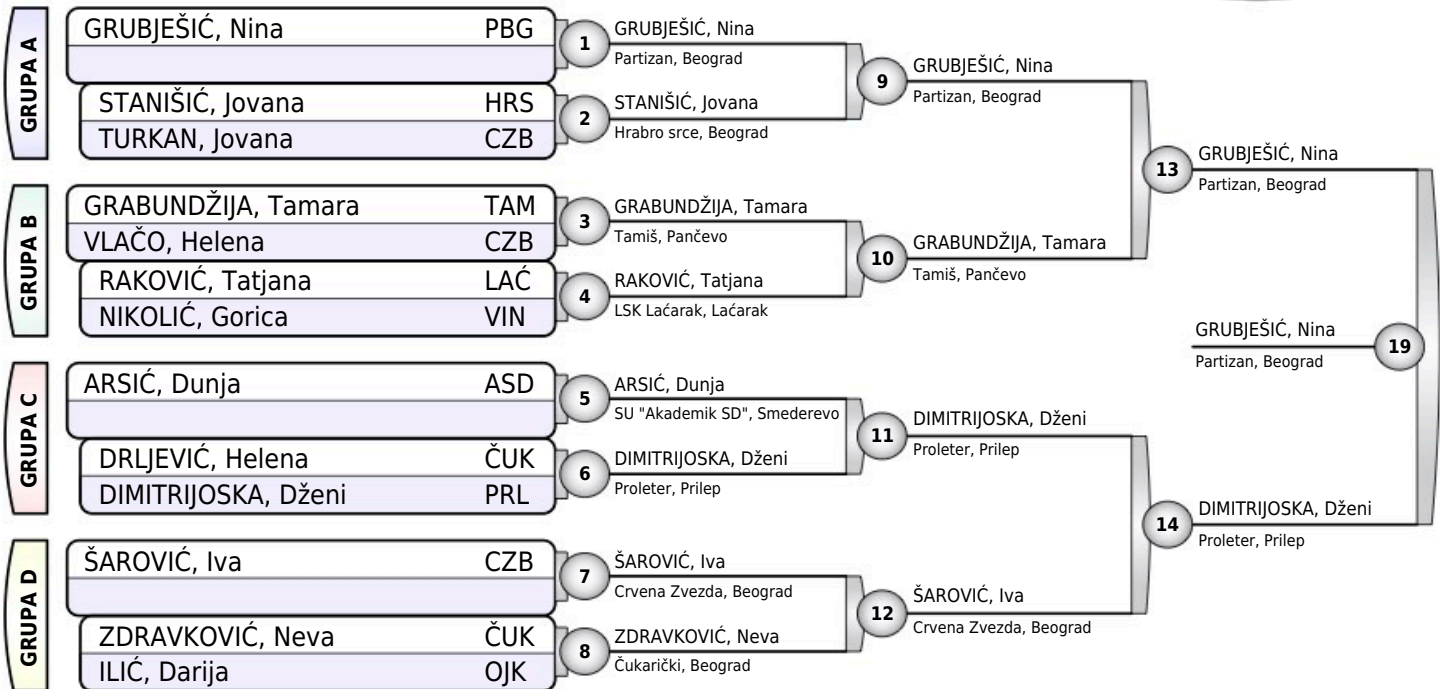 GRUPA A
GRUBJEŠIĆ, Nina PBG
STANIŠIĆ, Jovana HRS
TURKAN, Jovana CZB
GRUPA B
GRABUNDŽIJA, Tamara TAM
VLAČO, Helena CZB
RAKOVIĆ, Tatjana LAĆ
NIKOLIĆ, Gorica VIN
GRUPA C
ARSIĆ, Dunja ASD
DRLJEVIĆ, Helena ČUK
DIMITRIJOSKA, Dženi PRL
GRUPA D
ŠAROVIĆ, Iva CZB
ZDRAVKOVIĆ, Neva ČUK
ILIĆ, Darija OJK
1
GRUBJEŠIĆ, Nina
Partizan, Beograd
2
STANIŠIĆ, Jovana
Hrabro srce, Beograd
3
GRABUNDŽIJA, Tamara
Tamiš, Pančevo
4
RAKOVIĆ, Tatjana
LSK Laćarak, Laćarak
5
ARSIĆ, Dunja
SU "Akademik SD", Smederevo
6
DIMITRIJOSKA, Dženi
Proleter, Prilep
7
ŠAROVIĆ, Iva
Crvena Zvezda, Beograd
8
ZDRAVKOVIĆ, Neva
Čukarički, Beograd
9
GRUBJEŠIĆ, Nina
Partizan, Beograd
10
GRABUNDŽIJA, Tamara
Tamiš, Pančevo
11
DIMITRIJOSKA, Dženi
Proleter, Prilep
12
ŠAROVIĆ, Iva
Crvena Zvezda, Beograd
13
GRUBJEŠIĆ, Nina
Partizan, Beograd
14
DIMITRIJOSKA, Dženi
Proleter, Prilep
GRUBJEŠIĆ, Nina
Partizan, Beograd
19